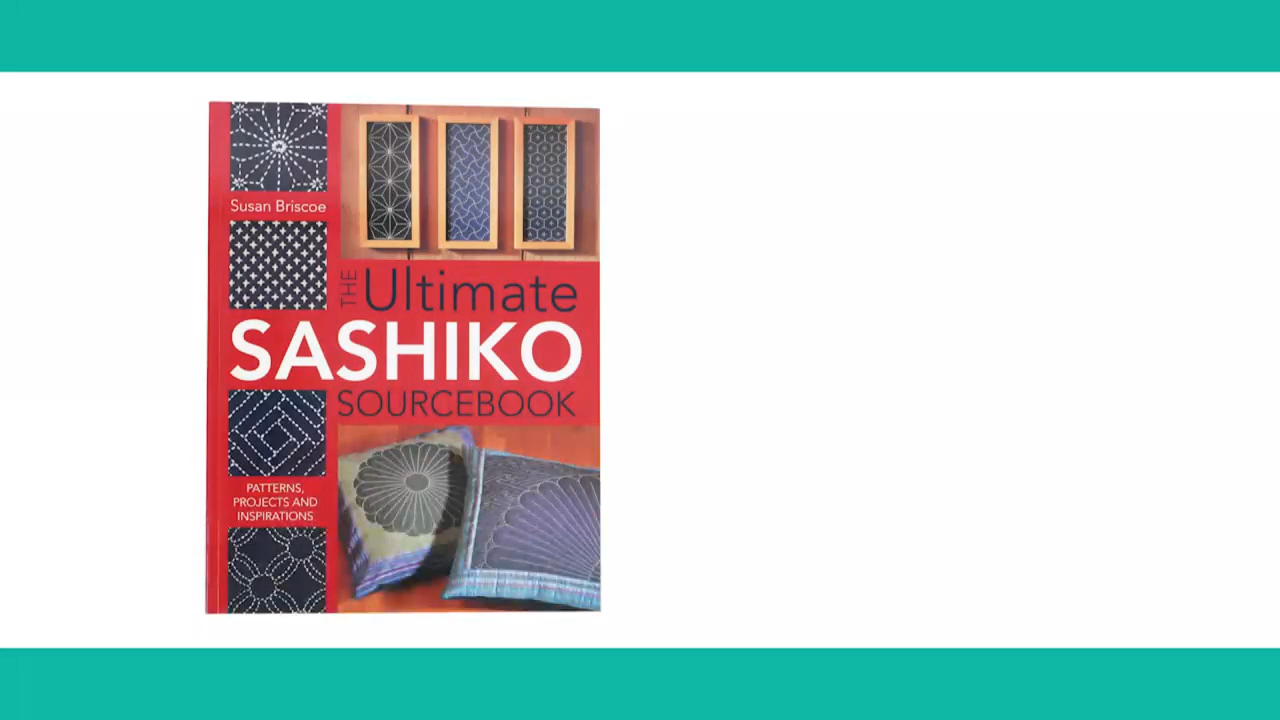 Susan Briscoe
THE Ultimate
SASHIKO
SOURCEBOOK
PATTERNS,
PROJECTS AND
INSPIRATIONS